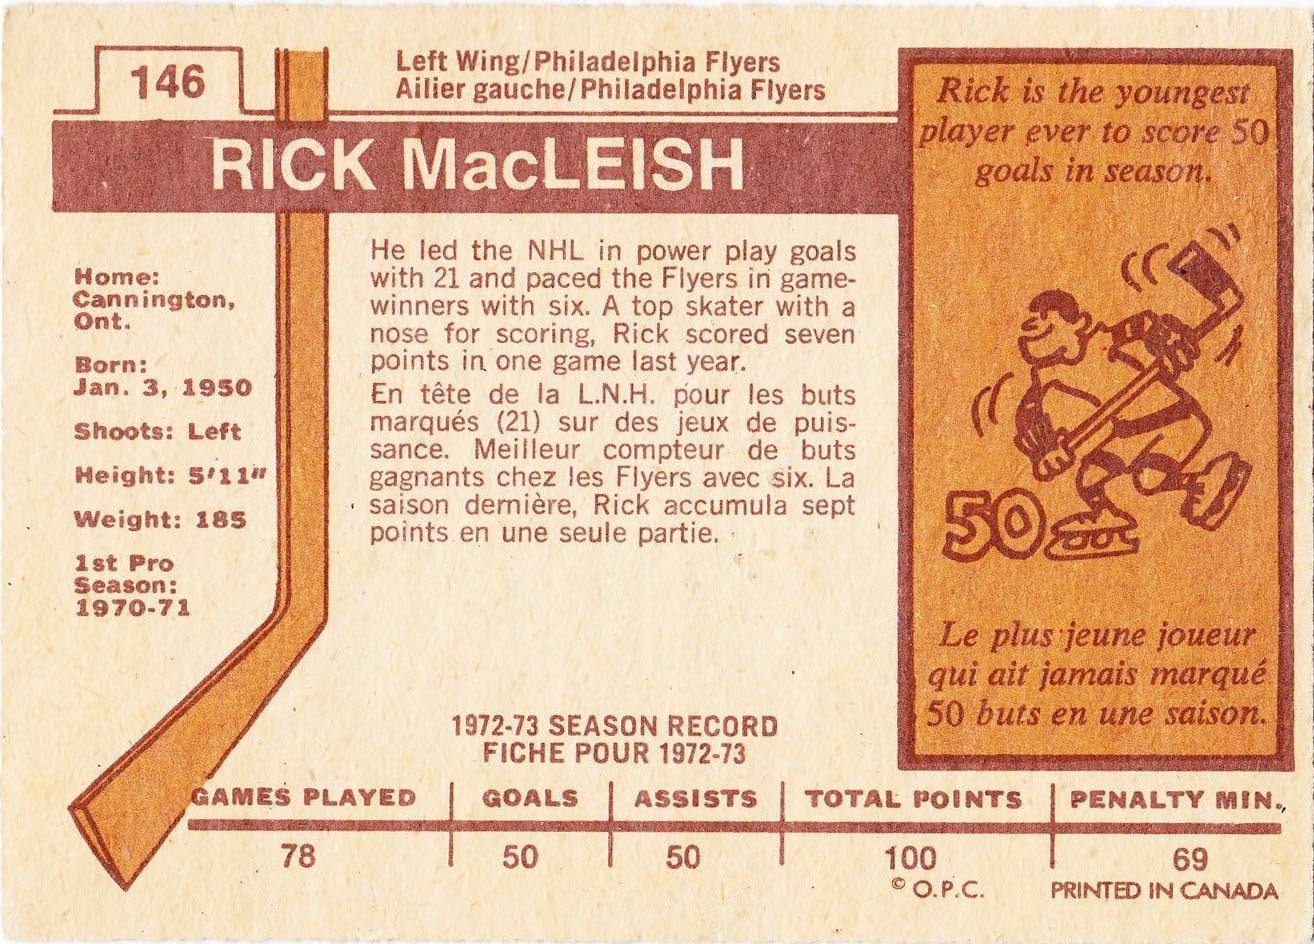 146
Left Wing/Philadelphia Flyers
Ailier gauche/Philadelphia Flyers
RICK MacLEISH
Home:
Cannington,
Ont.
Born:
Jan. 3, 1950
Shoots: Left
Height: 5'11"
Weight: 185
1st Pro
Season:
1970-71
He led the NHL in power play goals
with 21 and paced the Flyers in game-
winners with six. A top skater with a
nose for scoring, Rick scored seven
points in one game last year.
En tête de la L.N.H. pour les buts
marqués (21) sur des jeux de puis-
sance. Meilleur compteur de buts
gagnants chez les Flyers avec six. La
saison dernière, Rick accumula sept
points en une seule partie.
Rick is the youngest
player ever to score 50
goals in season.
50
Le plus jeune joueur
qui ait jamais marqué
50 buts en une saison.
1972-73 SEASON RECORD
FICHE POUR 1972-73
GAMES PLAYED GOALS ASSISTS TOTAL POINTS PENALTY MIN.
78 50 50 100 69
© O.P.C. PRINTED IN CANADA